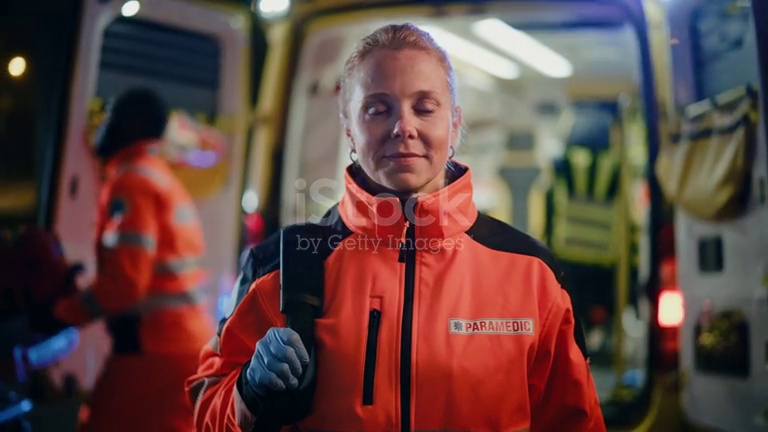 iStock
by Getty Images
PARAMEDIC